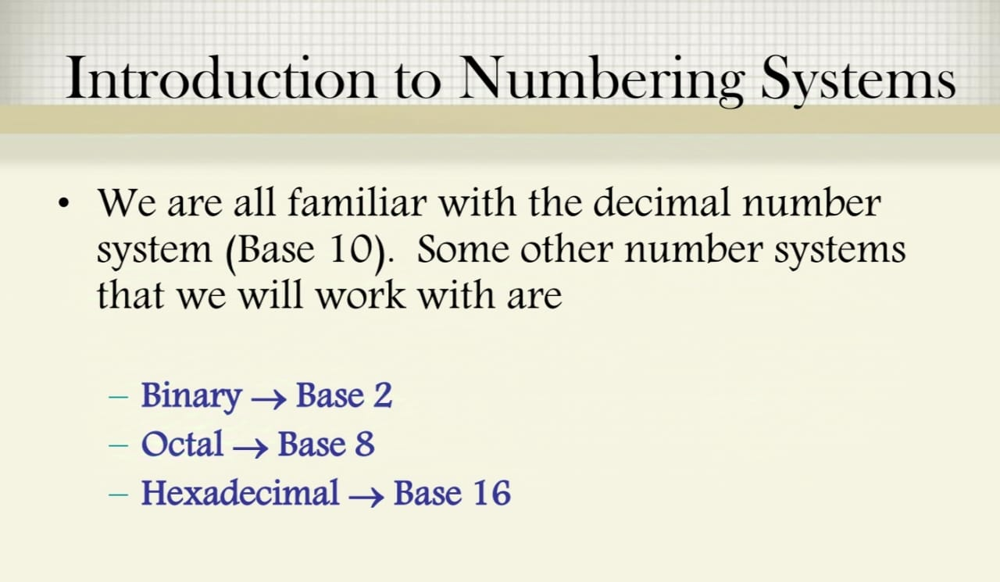 Introduction to Numbering Systems
• We are all familiar with the decimal number
system (Base 10).  Some other number systems
that we will work with are
– Binary → Base 2
– Octal → Base 8
– Hexadecimal → Base 16